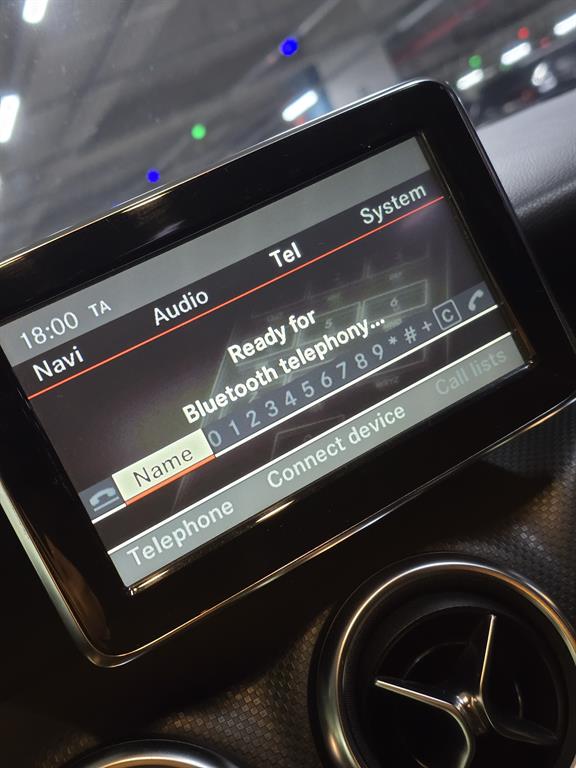 18:00 TA
Navi Audio Tel System
Ready for
Bluetooth telephony...
Name 0 1 2 3 4 5 6 7 8 9 * # + C
Telephone Connect device Call lists